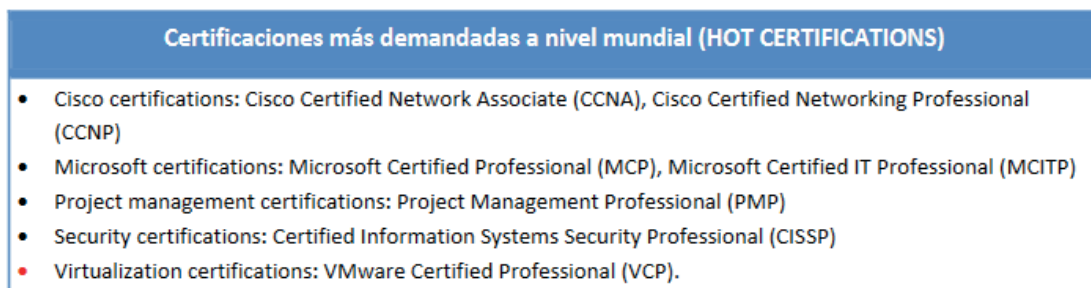 Certificaciones más demandadas a nivel mundial (HOT CERTIFICATIONS)
• Cisco certifications: Cisco Certified Network Associate (CCNA), Cisco Certified Networking Professional
(CCNP)
• Microsoft certifications: Microsoft Certified Professional (MCP), Microsoft Certified IT Professional (MCITP)
• Project management certifications: Project Management Professional (PMP)
• Security certifications: Certified Information Systems Security Professional (CISSP)
• Virtualization certifications: VMware Certified Professional (VCP).